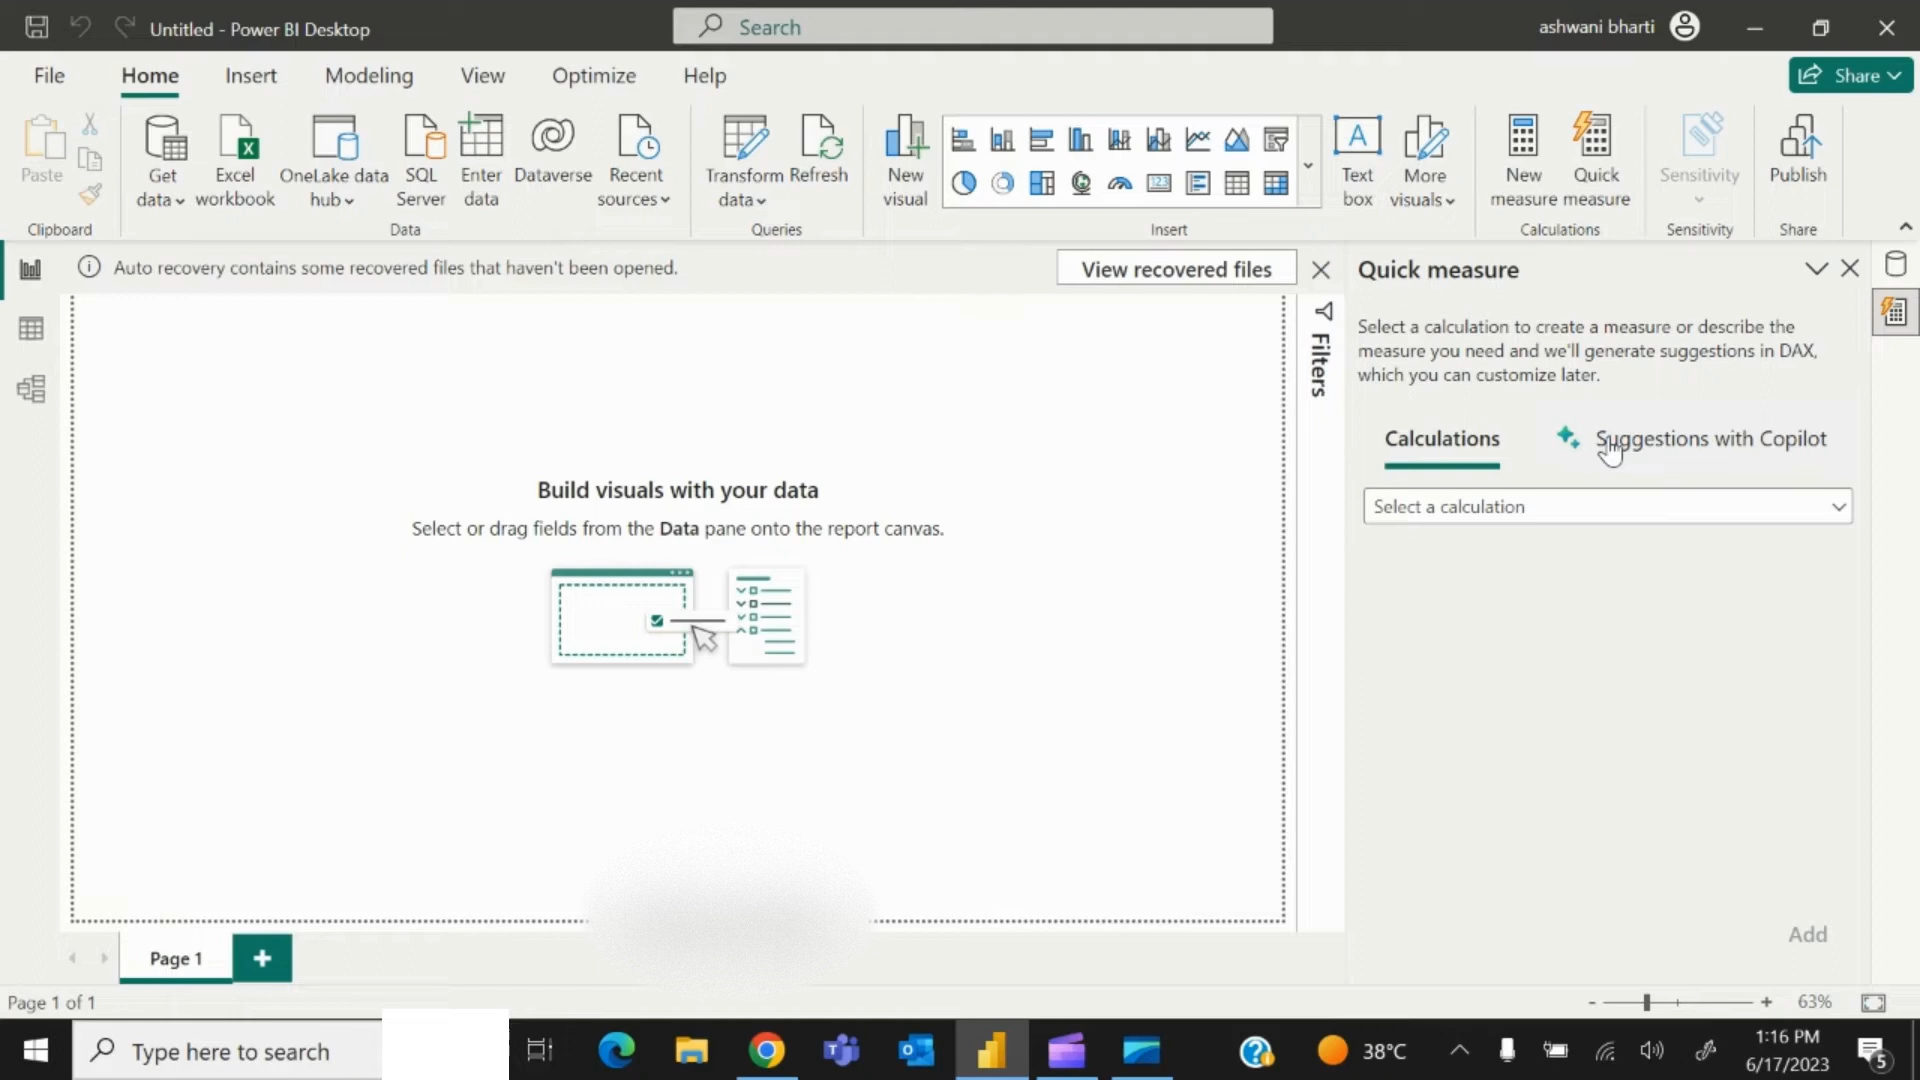 Untitled - Power BI Desktop
Search
ashwani bharti
File
Home
Insert
Modeling
View
Optimize
Help
Share
Paste
Get data
Excel workbook
OneLake data hub
SQL Server
Enter data
Dataverse
Recent sources
Transform data
Refresh
New visual
123
A
Text box
More visuals
New measure
Quick measure
Sensitivity
Publish
Clipboard
Data
Queries
Insert
Calculations
Sensitivity
Share
Auto recovery contains some recovered files that haven't been opened.
View recovered files
Filters
Build visuals with your data
Select or drag fields from the Data pane onto the report canvas.
Quick measure
Select a calculation to create a measure or describe the
measure you need and we'll generate suggestions in DAX,
which you can customize later.
Calculations
Suggestions with Copilot
Select a calculation
Add
Page 1
Page 1 of 1
- + 63%
Type here to search
38°C
1:16 PM
6/17/2023
5